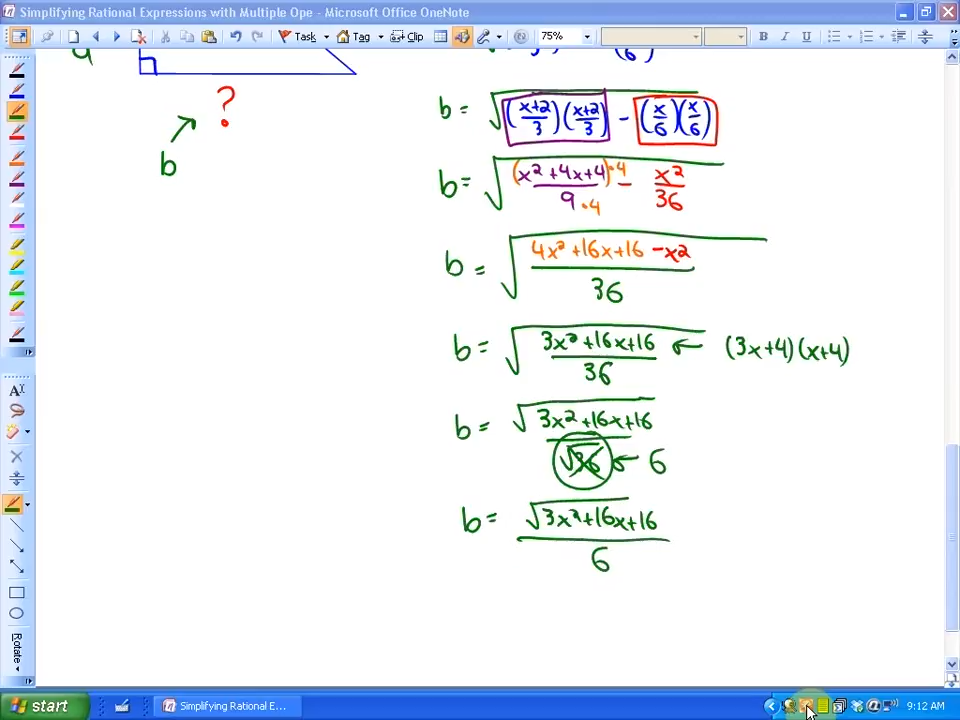 Simplifying Rational Expressions with Multiple Ope - Microsoft Office OneNote
Task Tag Clip 75% B I U
?
b
b = √((x+2)/3)((x+2)/3) - (x/6)(x/6)
b = √(x² + 4x + 4)·4 / 9·4 - x²/36
b = √(4x² + 16x + 16 - x²)/36
b = √(3x² + 16x + 16)/36 ← (3x+4)(x+4)
b = √3x² + 16x + 16 / √36 ← 6
b = √3x² + 16x + 16 / 6
A
Rotate
start Simplifying Rational E... 9:12 AM